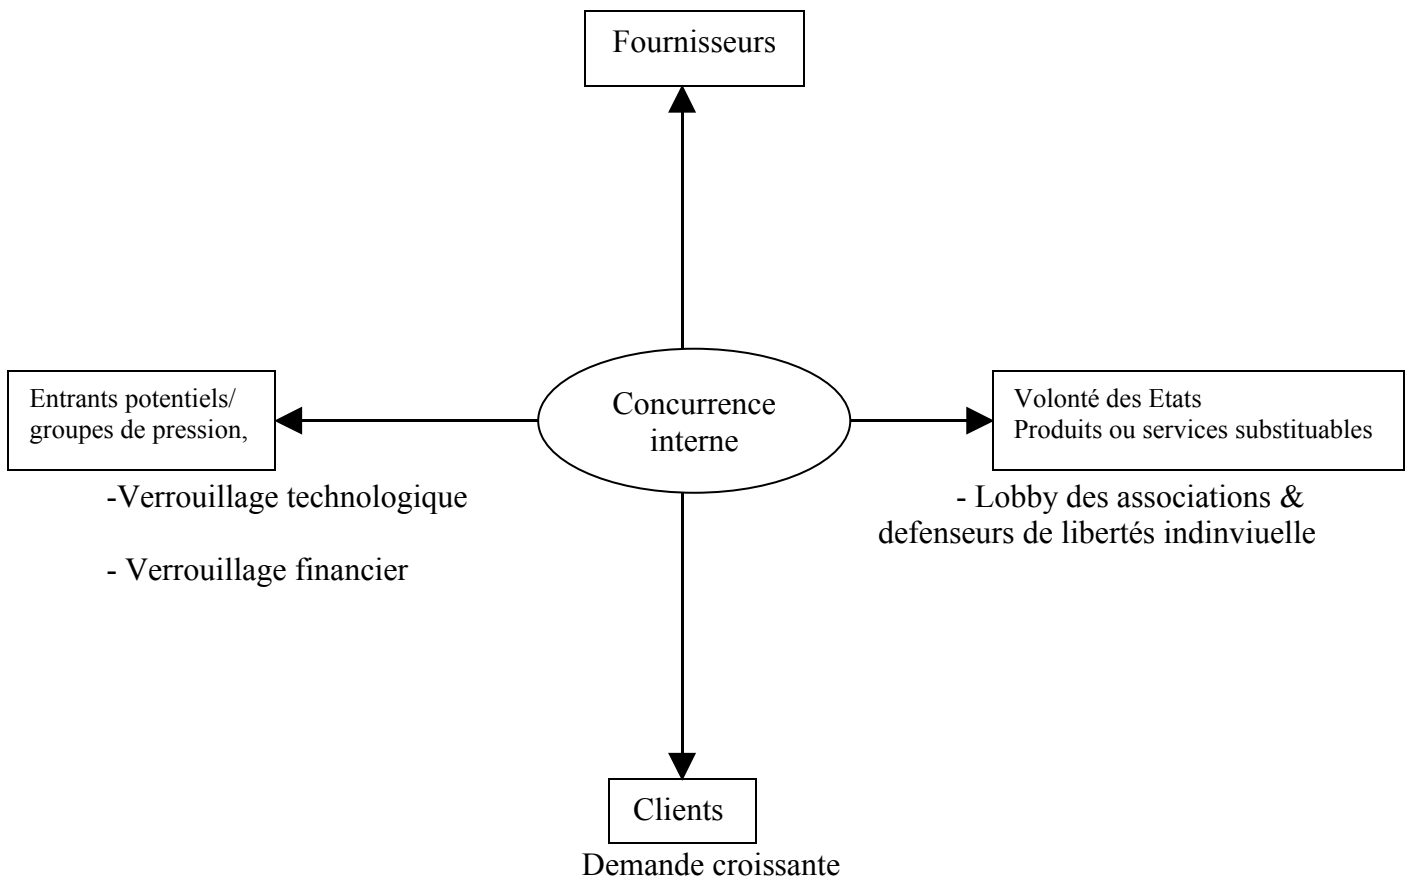 Fournisseurs
Entrants potentiels/
groupes de pression,
Concurrence
interne
Volonté des Etats
Produits ou services substituables
-Verrouillage technologique
- Verrouillage financier
- Lobby des associations &
defenseurs de libertés indinviuelle
Clients
Demande croissante